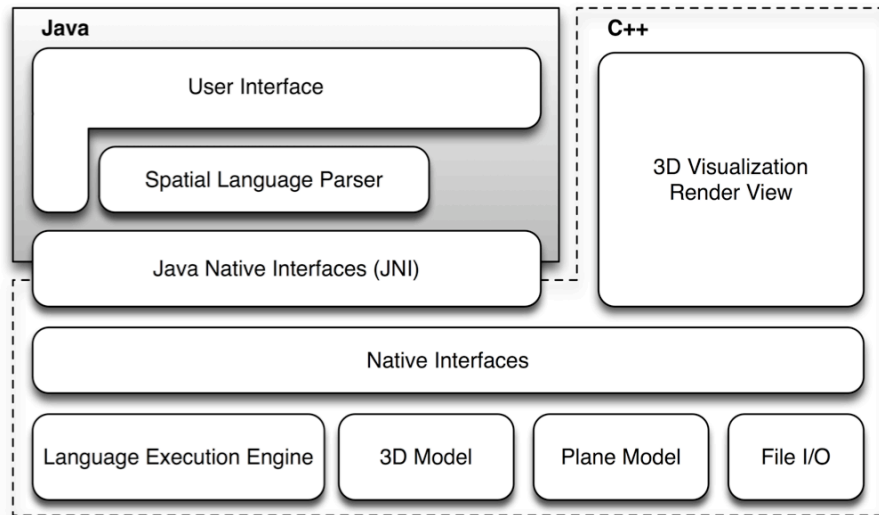 Java
C++
User Interface
Spatial Language Parser
3D Visualization
Render View
Java Native Interfaces (JNI)
Native Interfaces
Language Execution Engine
3D Model
Plane Model
File I/O